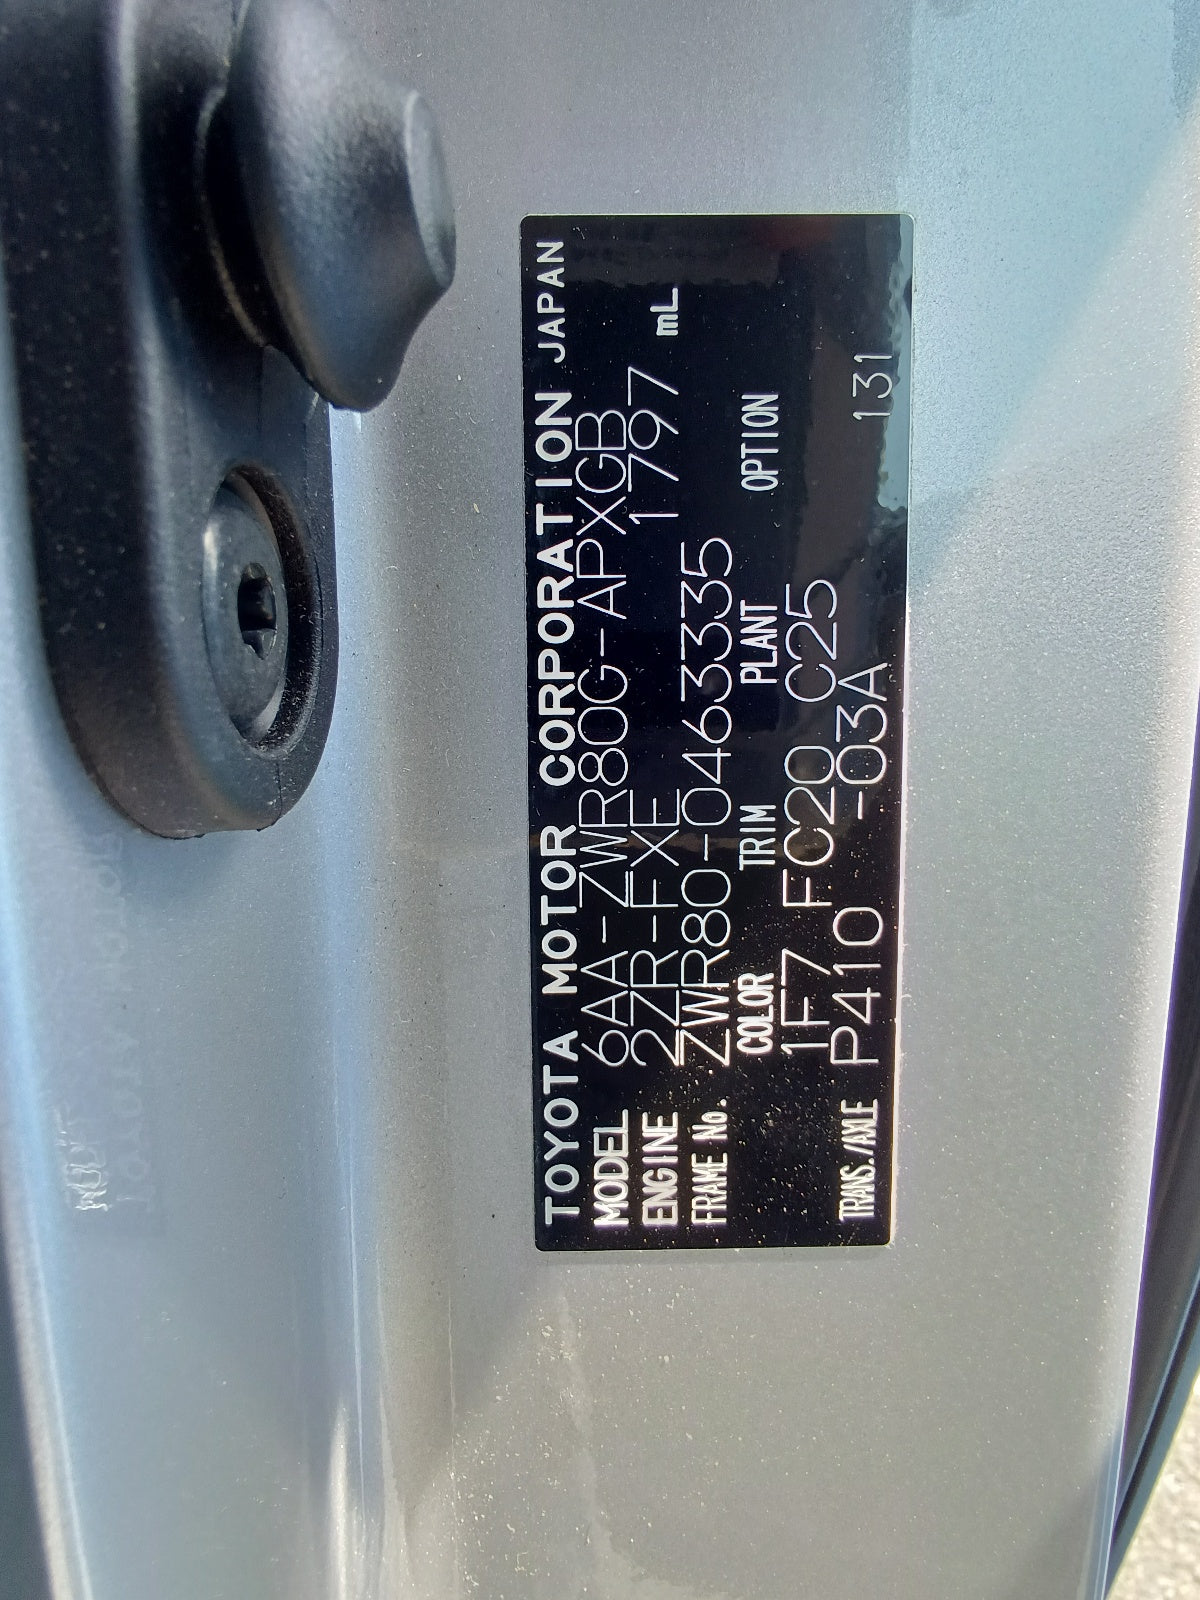 TOYOTA MOTOR CORPORATION JAPAN
MODEL 6AA-ZWR80G-APXGB
ENGINE 2ZR-FXE 1797 mL
FRAME No. ZWR80-0463335
COLOR TRIM PLANT OPTION
1F7 FC20 C25
TRANS./AXLE P410 -03A 131